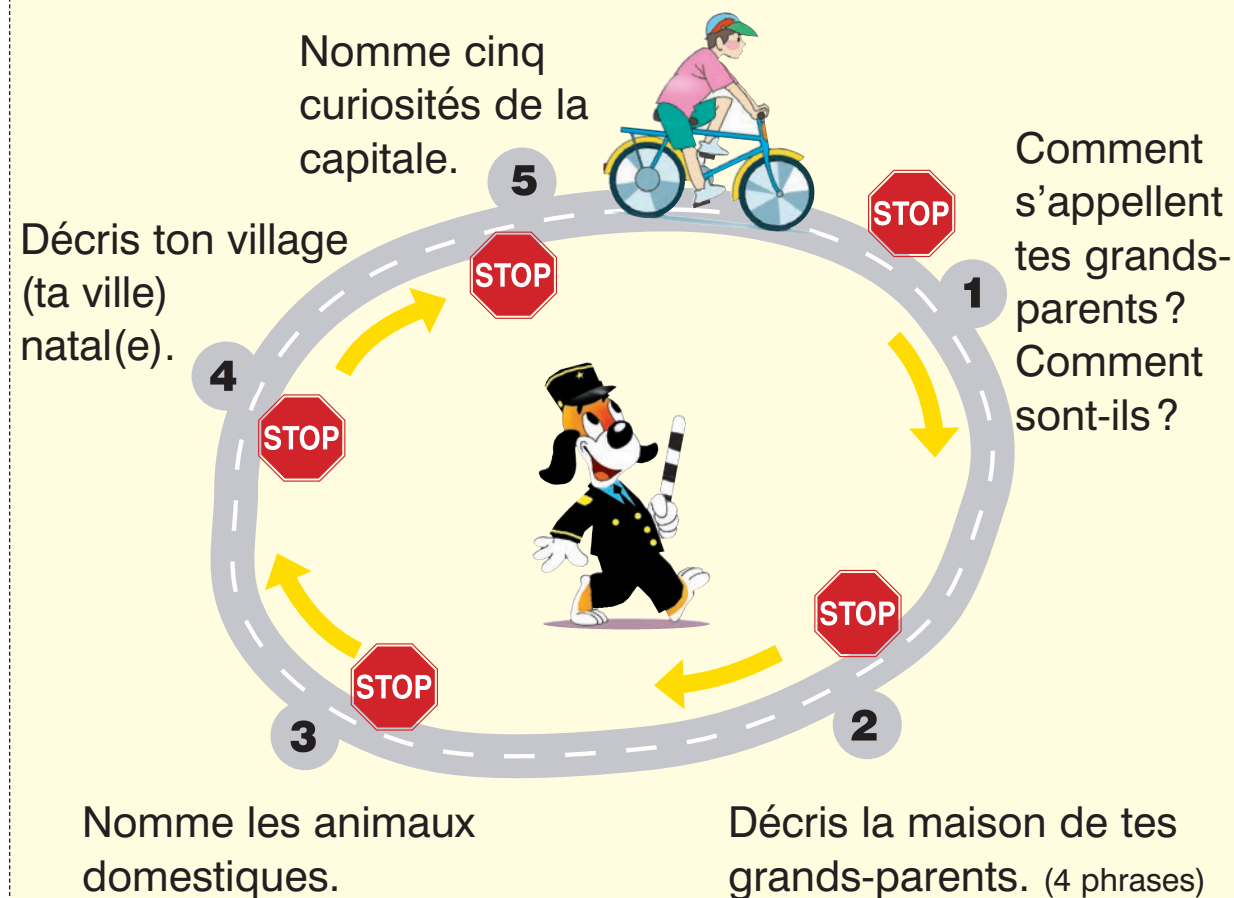 Nomme cinq
curiosités de la
capitale.
5
STOP
Comment
s'appellent
tes grands-
parents ?
Comment
sont-ils ?
1
Décris ton village
(ta ville)
natal(e).
4
STOP
STOP
STOP
2
STOP
3
Nomme les animaux
domestiques.
Décris la maison de tes
grands-parents. (4 phrases)